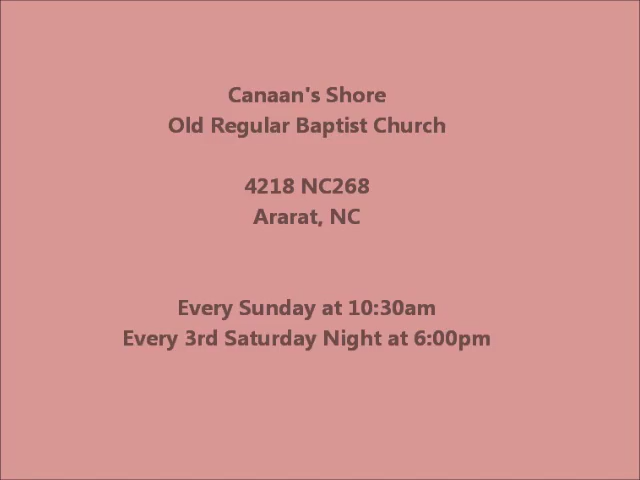 Canaan's Shore
Old Regular Baptist Church
4218 NC268
Ararat, NC
Every Sunday at 10:30am
Every 3rd Saturday Night at 6:00pm